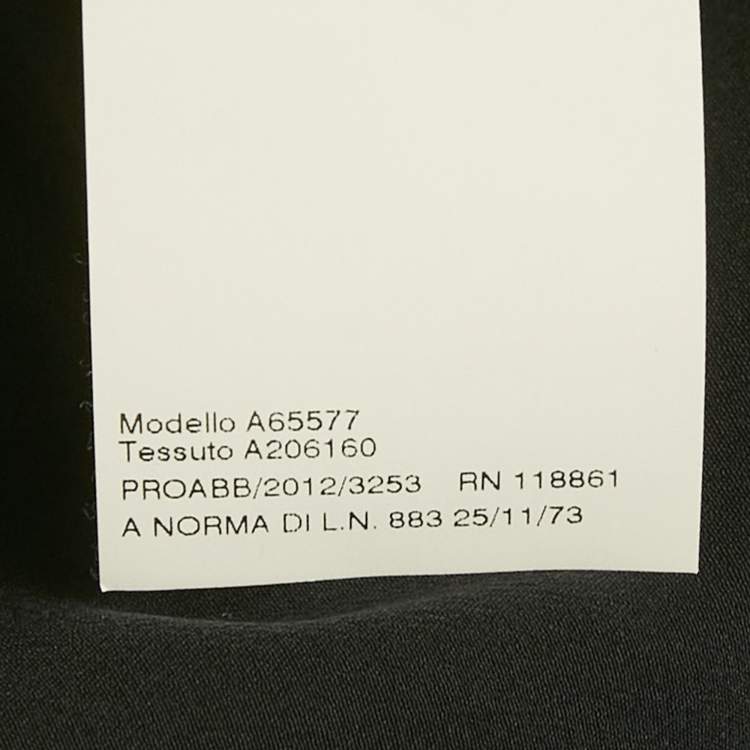 Modello A65577
Tessuto A206160
PROABB/2012/3253 RN 118861
A NORMA DI L.N. 883 25/11/73